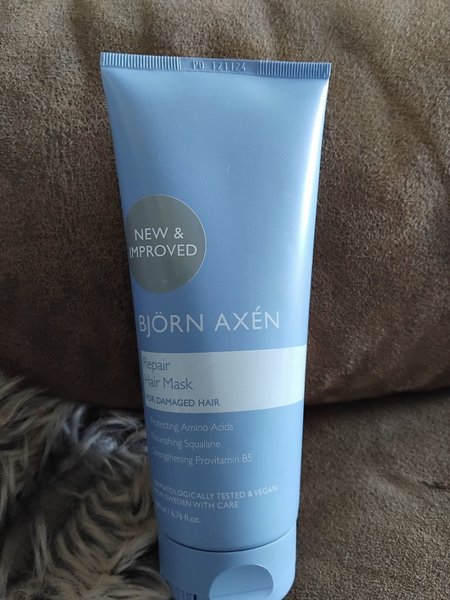 PD 121124
NEW &
IMPROVED
BJÖRN AXÉN
Repair
Hair Mask
FOR DAMAGED HAIR
Protecting Amino Acids
Nourishing Squalane
Strengthening Provitamin B5
DERMATOLOGICALLY TESTED & VEGAN
FROM SWEDEN WITH CARE
6.76 fl.oz.